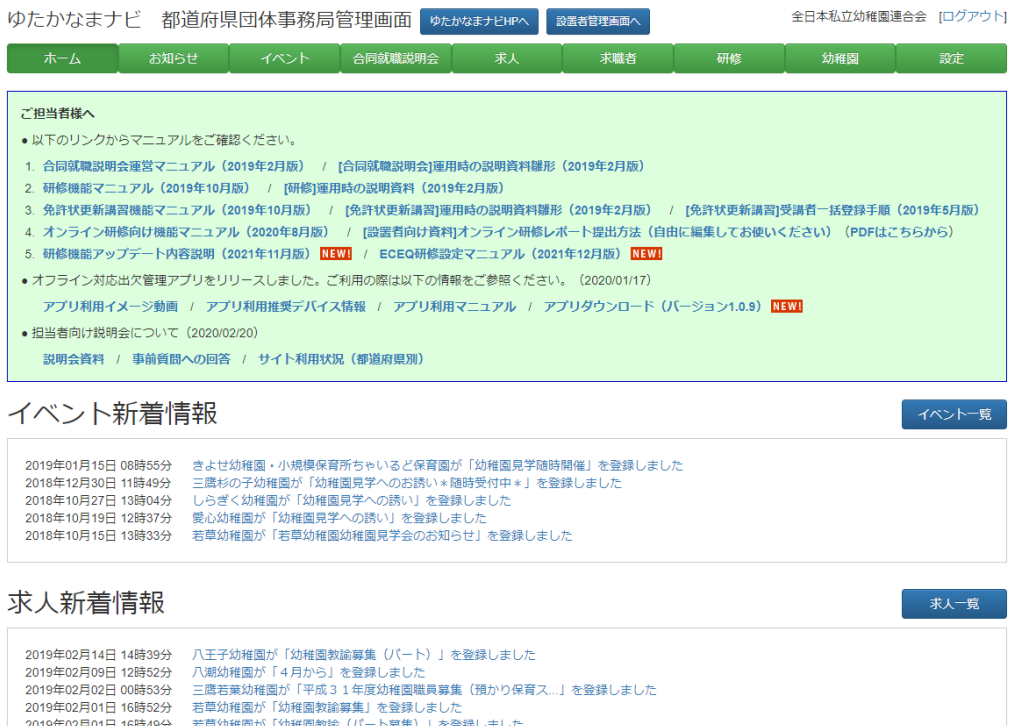 ゆたかなまナビ　都道府県団体事務局管理画面 ゆたかなまナビHPへ 設置者管理画面へ 全日本私立幼稚園連合会 [ログアウト]
ホーム お知らせ イベント 合同就職説明会 求人 求職者 研修 幼稚園 設定
ご担当者様へ
● 以下のリンクからマニュアルをご確認ください。
1. 合同就職説明会運営マニュアル（2019年2月版） / [合同就職説明会]運用時の説明資料雛形（2019年2月版）
2. 研修機能マニュアル（2019年10月版） / [研修]運用時の説明資料（2019年2月版）
3. 免許状更新講習機能マニュアル（2019年10月版） / [免許状更新講習]運用時の説明資料雛形（2019年2月版） / [免許状更新講習]受講者一括登録手順（2019年5月版）
4. オンライン研修向け機能マニュアル（2020年8月版） / [設置者向け資料]オンライン研修レポート提出方法（自由に編集してお使いください）（PDFはこちらから）
5. 研修機能アップデート内容説明（2021年11月版） NEW! / ECEQ研修設定マニュアル（2021年12月版） NEW!
● オフライン対応出欠管理アプリをリリースしました。ご利用の際は以下の情報をご参照ください。（2020/01/17）
アプリ利用イメージ動画 / アプリ利用推奨デバイス情報 / アプリ利用マニュアル / アプリダウンロード（バージョン1.0.9） NEW!
● 担当者向け説明会について（2020/02/20）
説明会資料 / 事前質問への回答 / サイト利用状況（都道府県別）
イベント新着情報 イベント一覧
2019年01月15日 08時55分 きよせ幼稚園・小規模保育所ちゃいるど保育園が「幼稚園見学随時開催」を登録しました
2018年12月30日 11時49分 三鷹杉の子幼稚園が「幼稚園見学へのお誘い＊随時受付中＊」を登録しました
2018年10月27日 13時04分 しらぎく幼稚園が「幼稚園見学への誘い」を登録しました
2018年10月19日 12時37分 愛心幼稚園が「幼稚園見学への誘い」を登録しました
2018年10月15日 13時33分 若草幼稚園が「若草幼稚園幼稚園見学会のお知らせ」を登録しました
求人新着情報 求人一覧
2019年02月14日 14時39分 八王子幼稚園が「幼稚園教諭募集（パート）」を登録しました
2019年02月09日 12時52分 八潮幼稚園が「４月から」を登録しました
2019年02月02日 00時53分 三鷹若葉幼稚園が「平成３１年度幼稚園職員募集（預かり保育ス...」を登録しました
2019年02月01日 16時52分 若草幼稚園が「幼稚園教諭募集」を登録しました
2019年02月01日 16時49分 若草幼稚園が「幼稚園教諭（パート募集）」を登録しました